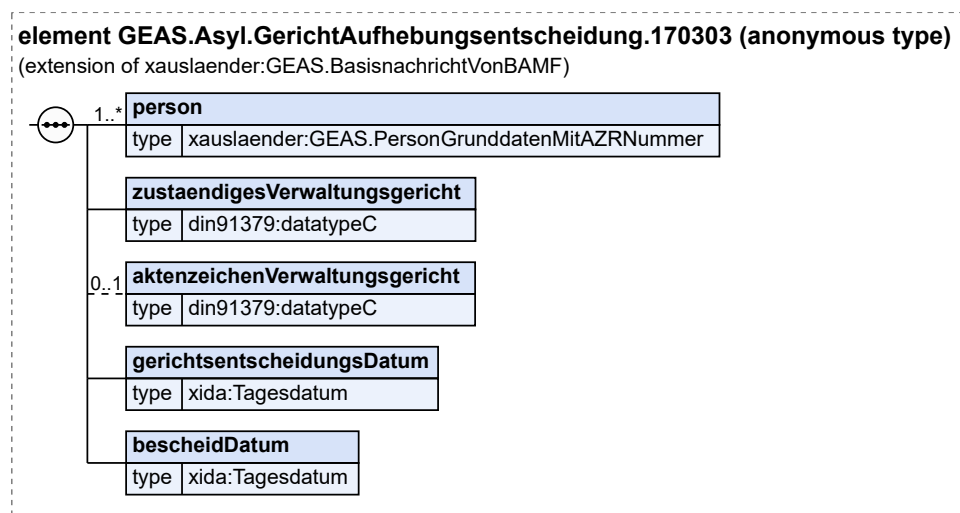 element GEAS.Asyl.GerichtAufhebungsentscheidung.170303 (anonymous type)
(extension of xauslaender:GEAS.BasisnachrichtVonBAMF)
1..* person
type xauslaender:GEAS.PersonGrunddatenMitAZRNummer
zustaendigesVerwaltungsgericht
type din91379:datatypeC
0..1 aktenzeichenVerwaltungsgericht
type din91379:datatypeC
gerichtsentscheidungsDatum
type xida:Tagesdatum
bescheidDatum
type xida:Tagesdatum